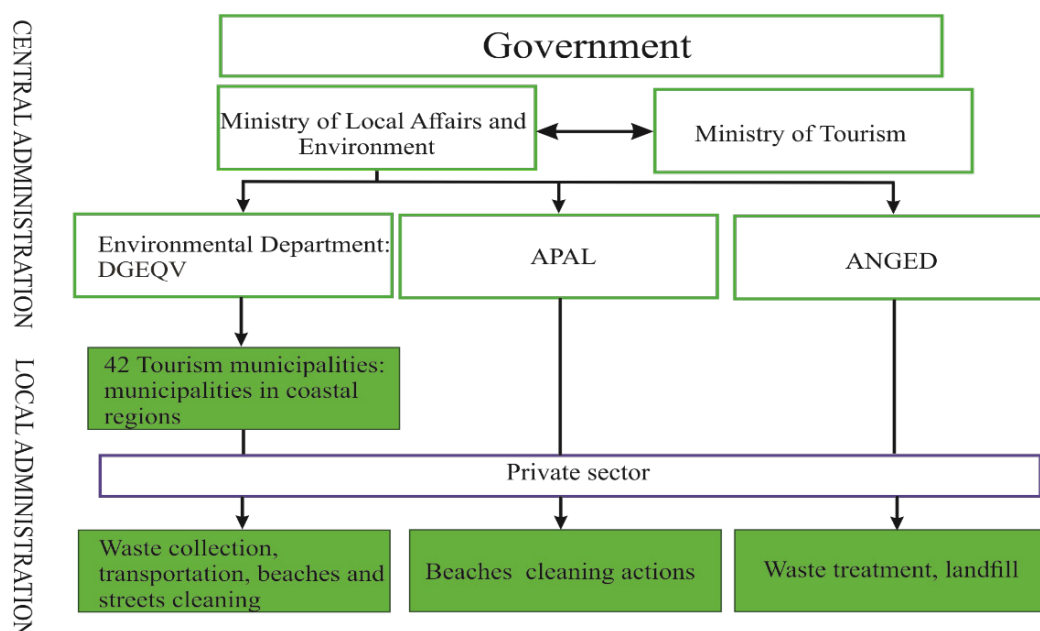 CENTRAL ADMINISTRATION
Government
Ministry of Local Affairs and
Environment
Ministry of Tourism
Environmental Department:
DGEQV
APAL
ANGED
LOCAL ADMINISTRATION
42 Tourism municipalities:
municipalities in coastal
regions
Private sector
Waste collection,
transportation, beaches and
streets cleaning
Beaches cleaning actions
Waste treatment, landfill